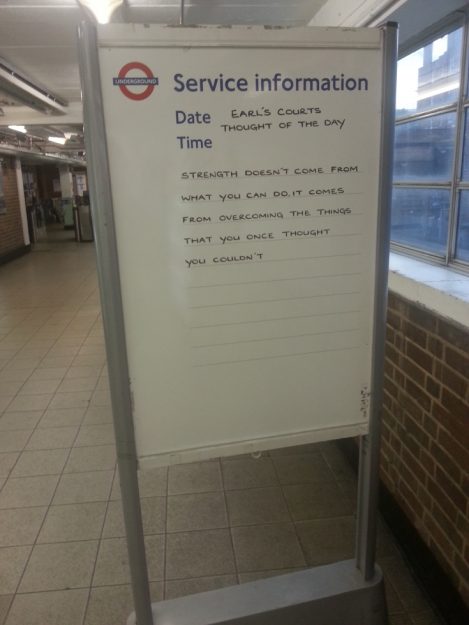 UNDERGROUND
Service information
Date EARL'S COURTS
Time THOUGHT OF THE DAY
STRENGTH DOESN'T COME FROM
WHAT YOU CAN DO. IT COMES
FROM OVERCOMING THE THINGS
THAT YOU ONCE THOUGHT
YOU COULDN'T